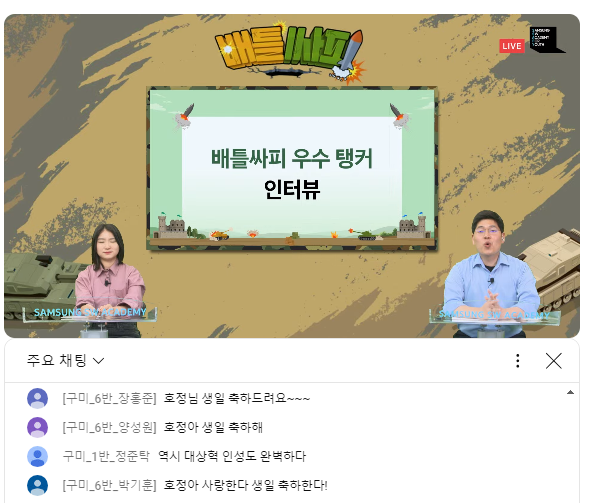 배틀싸피
LIVE
SAMSUNG
SW ACADEMY
FOR YOUTH
배틀싸피 우수 탱커
인터뷰
SAMSUNG SW ACADEMY
SAMSUNG SW ACADEMY
주요 채팅
[구미_6반_장홍준] 호정님 생일 축하드려요~~~
[구미_6반_양성원] 호정아 생일 축하해
구미_1반_정준탁 역시 대상혁 인성도 완벽하다
[구미_6반_박기훈] 호정아 사랑한다 생일 축하한다!